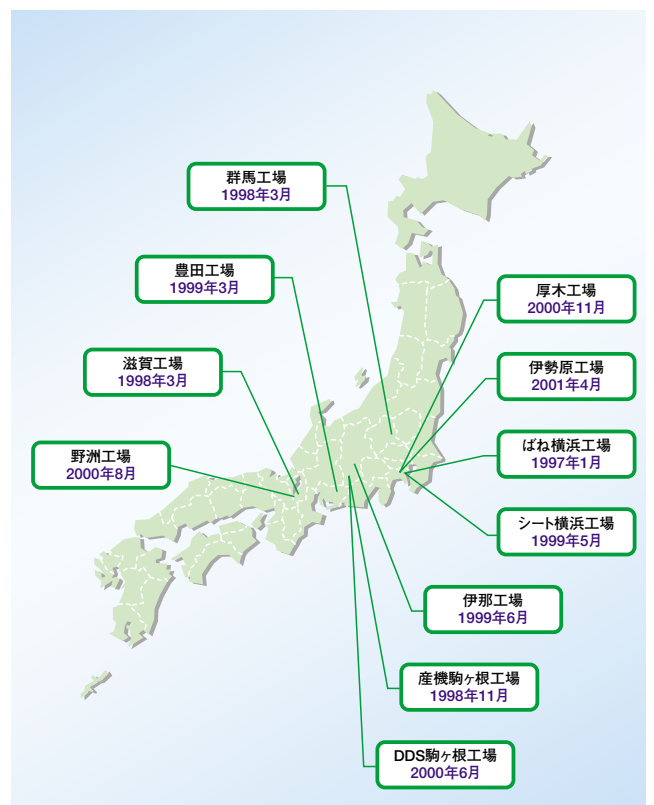 群馬工場
1998年3月
豊田工場
1999年3月
滋賀工場
1998年3月
野洲工場
2000年8月
厚木工場
2000年11月
伊勢原工場
2001年4月
ばね横浜工場
1997年1月
シート横浜工場
1999年5月
伊那工場
1999年6月
産機駒ヶ根工場
1998年11月
DDS駒ヶ根工場
2000年6月